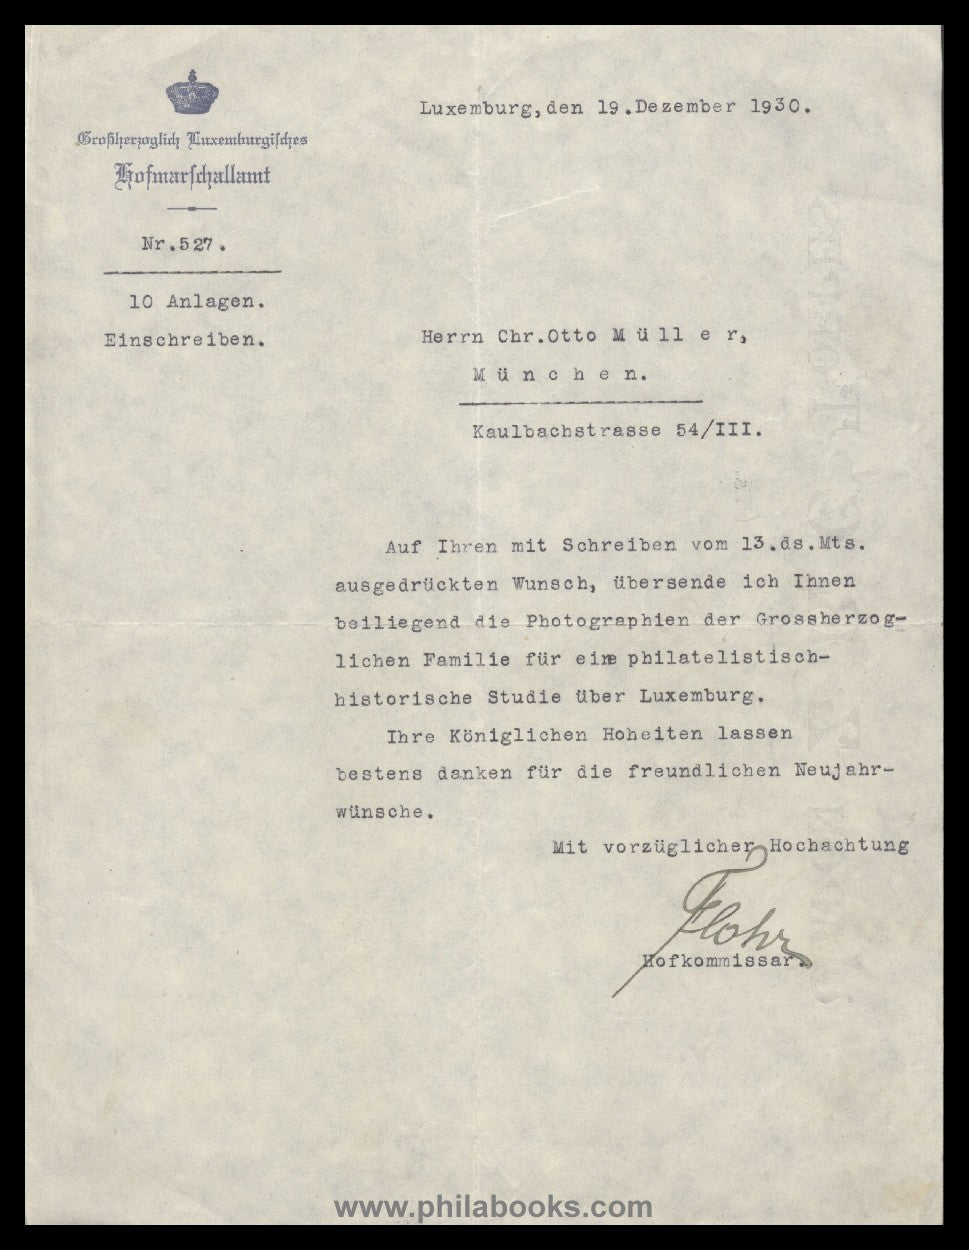 Großherzoglich Luxemburgisches
Hofmarschallamt
Luxemburg, den 19.Dezember 1930.
Nr.527.
10 Anlagen.
Einschreiben.
Herrn Chr.Otto M ü l l e r,
M ü n c h e n.
Kaulbachstrasse 54/III.
Auf Ihren mit Schreiben vom 13.ds.Mts.
ausgedrückten Wunsch, übersende ich Ihnen
beiliegend die Photographien der Grossherzog-
lichen Familie für eine philatelistisch-
historische Studie über Luxemburg.
Ihre Königlichen Hoheiten lassen
bestens danken für die freundlichen Neujahr-
wünsche.
Mit vorzüglicher Hochachtung
Flohr
Hofkommissar.
www.philabooks.com